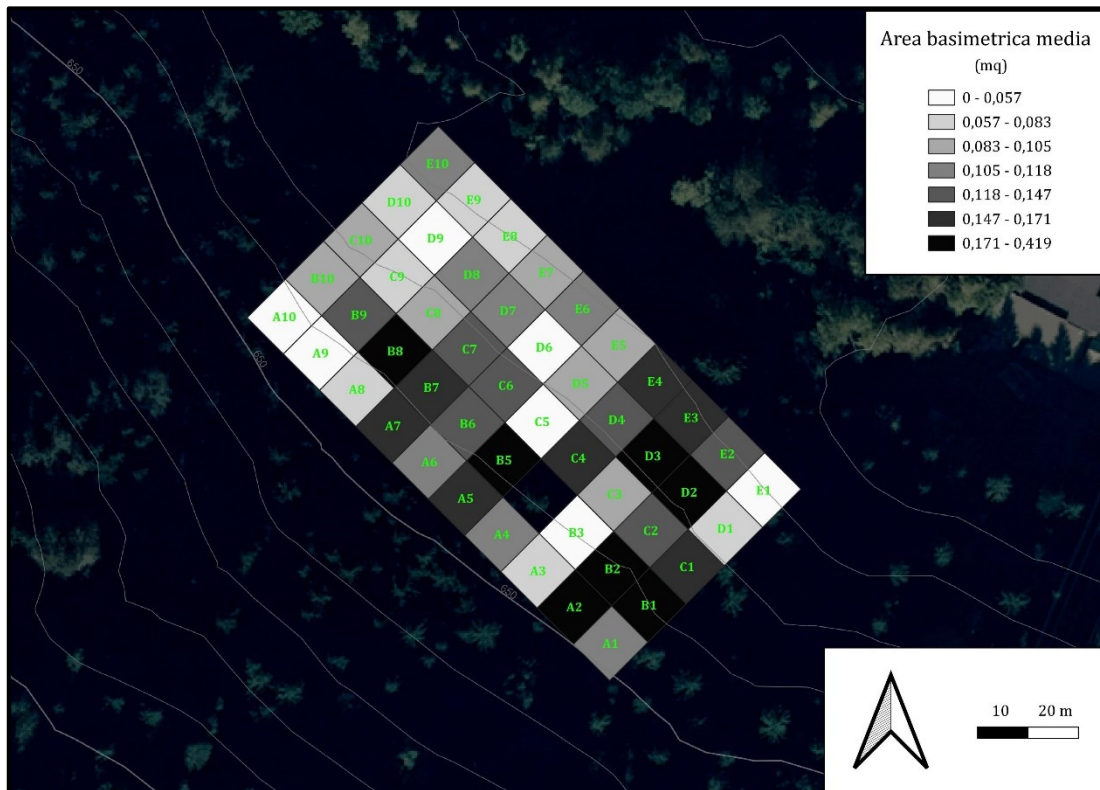 Area basimetrica media
(mq)
0 - 0,057
0,057 - 0,083
0,083 - 0,105
0,105 - 0,118
0,118 - 0,147
0,147 - 0,171
0,171 - 0,419
650
E10
D10 E9
C10 D9 E8
B10 C9 D8 E7
A10 B9 C8 D7 E6
A9 B8 C7 D6 E5
A8 B7 C6 D5 E4
650
A7 B6 C5 D4 E3
A6 B5 C4 D3 E2
A5 C3 D2 E1
A4 B3 C2 D1
A3 B2 C1
650
A2 B1
A1
10 20 m